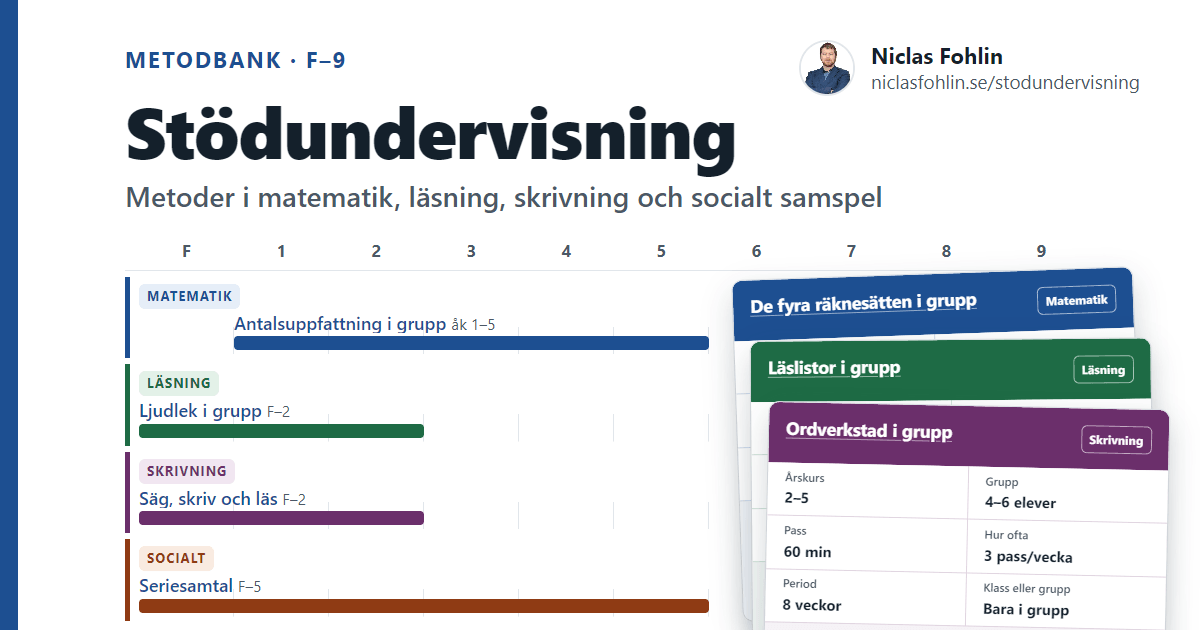 METODBANK · F–9
Niclas Fohlin
niclasfohlin.se/stodundervisning
Stödundervisning
Metoder i matematik, läsning, skrivning och socialt samspel
F 1 2 3 4 5 6 7 8 9
MATEMATIK
Antalsuppfattning i grupp åk 1–5
LÄSNING
Ljudlek i grupp F–2
SKRIVNING
Säg, skriv och läs F–2
SOCIALT
Seriesamtal F–5
De fyra räknesätten i grupp Matematik
Läslistor i grupp Läsning
Ordverkstad i grupp Skrivning
Årskurs Grupp
2–5 4–6 elever
Pass Hur ofta
60 min 3 pass/vecka
Period Klass eller grupp
8 veckor Bara i grupp